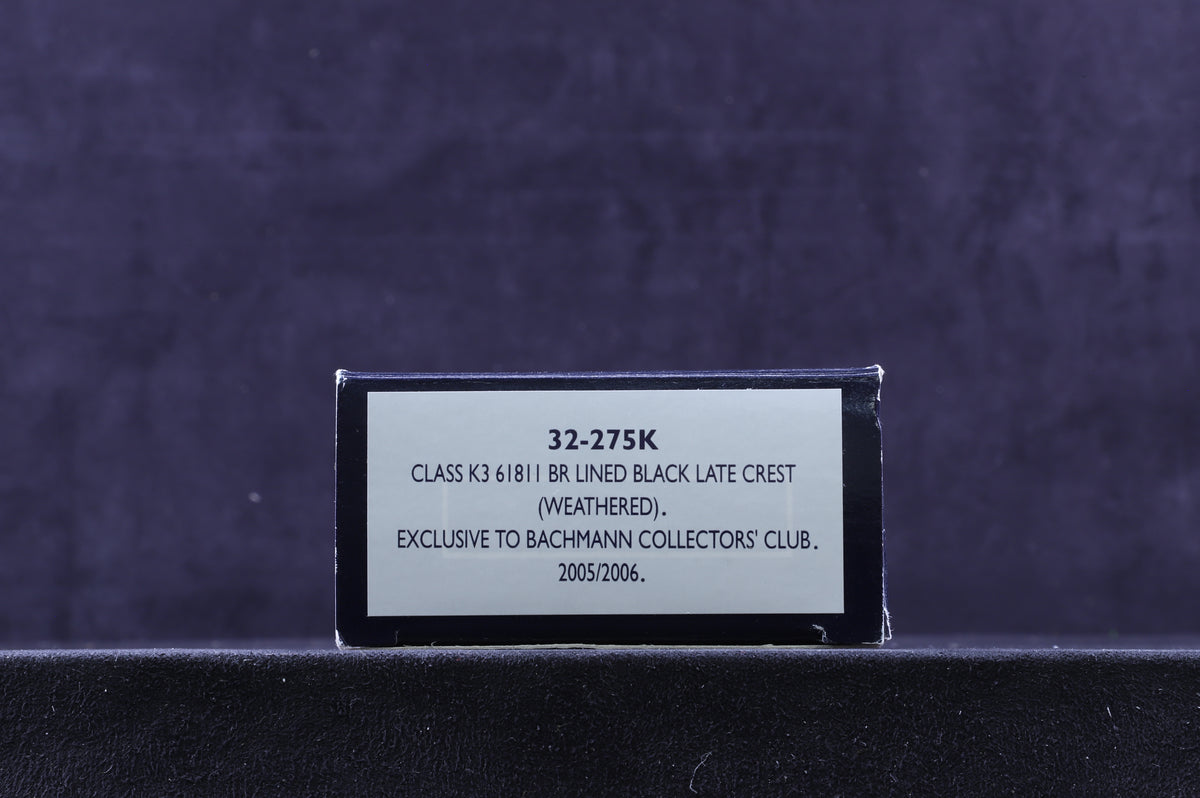 32-275K
CLASS K3 61811 BR LINED BLACK LATE CREST
(WEATHERED).
EXCLUSIVE TO BACHMANN COLLECTORS' CLUB.
2005/2006.